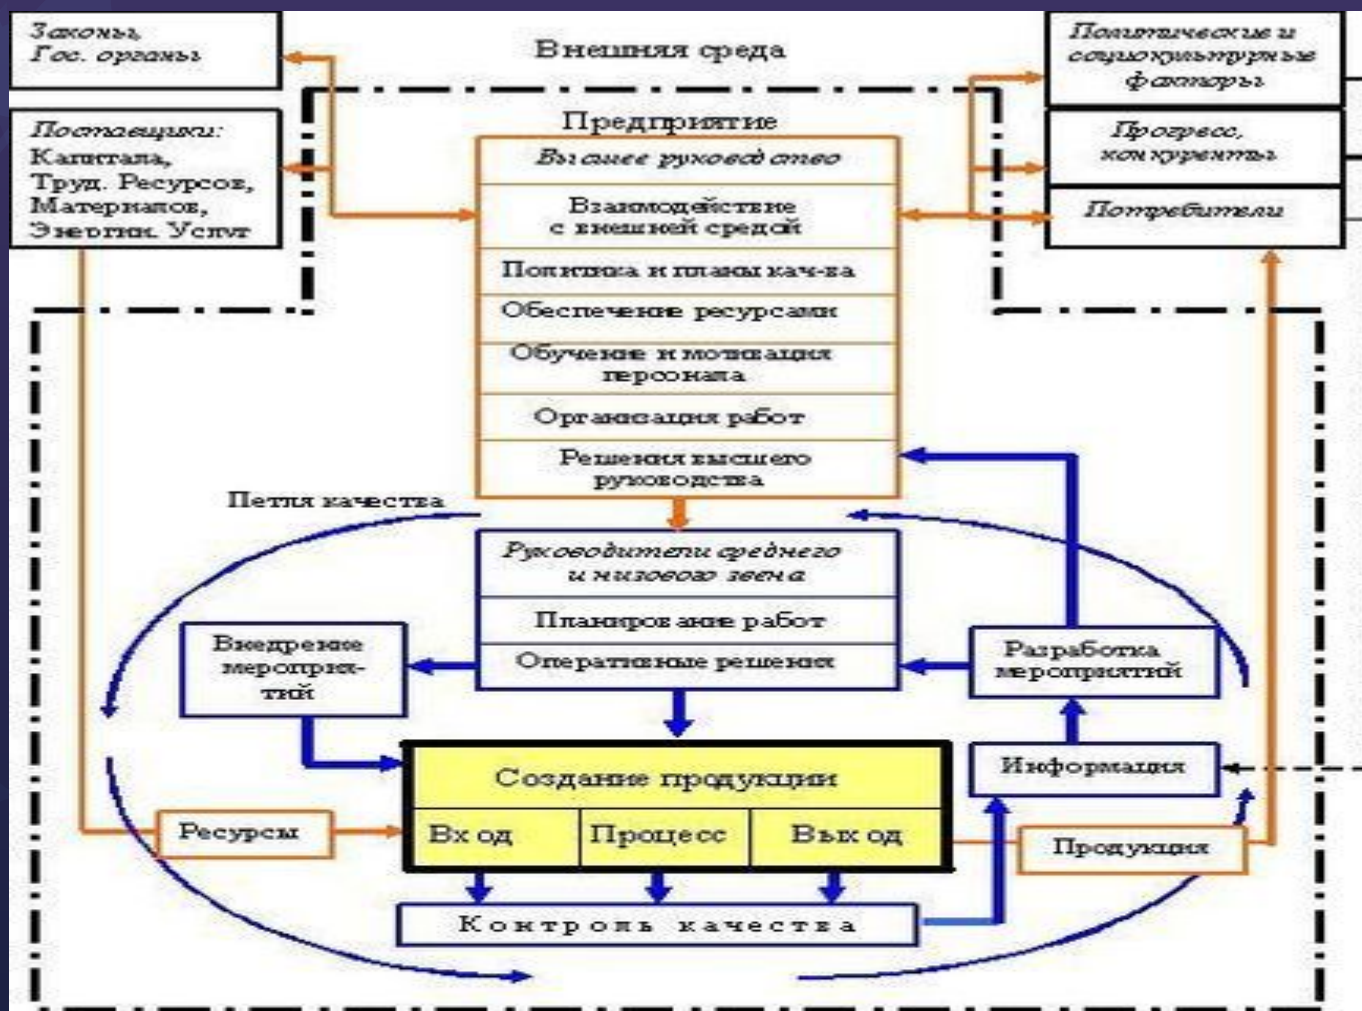 Законы,
Гос. органы
Внешняя среда
Политические и
социокультурные
факторы
Поставщики:
Капитала,
Труд. Ресурсов,
Материалов,
Энергии, Услуг
Прогресс,
конкуренты
Потребители
Предприятие
Высшее руководство
Взаимодействие
с внешней средой
Политика и планы кач-ва
Обеспечение ресурсами
Обучение и мотивация
персонала
Организация работ
Решения высшего
руководства
Петля качества
Руководители среднего
и низового звена
Планирование работ
Оперативные решения
Внедрение
мероприя-
тий
Разработка
мероприятий
Информация
Создание продукции
Вход
Процесс
Выход
Ресурсы
Продукция
Контроль качества